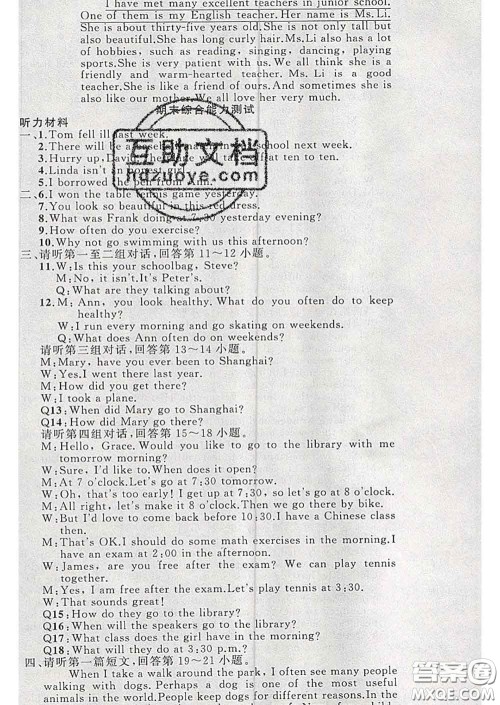 I have met many excellent teachers in junior school.
One of them is my English teacher. Her name is Ms. Li.
She is about thirty-five years old. She is not only tall but
also beautiful. She has long curly hair. Ms. Li also has a lot
of hobbies, such as reading, singing, dancing, playing
sports. She is very patient with us. We all think she is a
friendly and warm-hearted teacher. Ms. Li is a good
teacher. She is kind and gentle. Sometimes she is
also like our mother. We all love her very much.
期末综合能力测试
听力材料
一、1. Tom fell ill last week.
2. There will be a in our school next week.
3. Hurry up, David. The talk at ten to ten.
4. Linda isn't an honest girl.
5. I borrowed the pen from Ann.
二、6. I won the table tennis game yesterday.
7. You look so beautiful in this red dress.
8. What was Frank doing at 7:30 yesterday evening?
9. How often do you exercise?
10. Why not go swimming with us this afternoon?
三、请听第一至二组对话,回答第11～12小题。
11. W: Is this your schoolbag, Steve?
M: No, it isn't. It's Peter's.
Q: What are they talking about?
12. M: Ann, you look healthy. What do you often do to keep
healthy?
W: I run every morning and go skating on weekends.
Q: What does Ann often do on weekends?
请听第三组对话,回答第13～14小题。
M: Mary, have you ever been to Shanghai?
W: Yes. I went there last year.
M: How did you get there?
W: I took a plane.
Q13: When did Mary go to Shanghai?
Q14: How did Mary go there?
请听第四组对话,回答第15～18小题。
M: Hello, Grace. Would you like to go to the library with me
tomorrow morning?
W: Sure, I'd like to. When does it open?
M: At 7 o'clock. Let's go at 7:30 tomorrow.
W: Oh, that's too early! I get up at 7:30, so let's go at 8 o'clock.
M: All right, let's make it 8 o'clock. Then we go there by bike.
W: But I'd love to come back before 10:30. I have a Chinese class
then.
M: That's OK. I should do some math exercises in the morning. I
have an exam at 2:00 in the afternoon.
W: James, are you free after the exam? We can play tennis
together.
M: Yes, I am free after the exam. Let's play tennis at 3:30.
W: That sounds great!
Q15: How do they go to the library?
Q16: When will the speakers go to the library?
Q17: What class does the girl have in the morning?
Q18: What will they do at 3:30 p.m.?
四、请听第一篇短文,回答第19～21小题。
When I take a walk around the park, I often see many people
walking with dogs. Perhaps a dog is one of the most useful
animals in the world. People keep dogs for different reasons. In the
互助文档
hdzuoye.com
答案圈
MXQE.COM